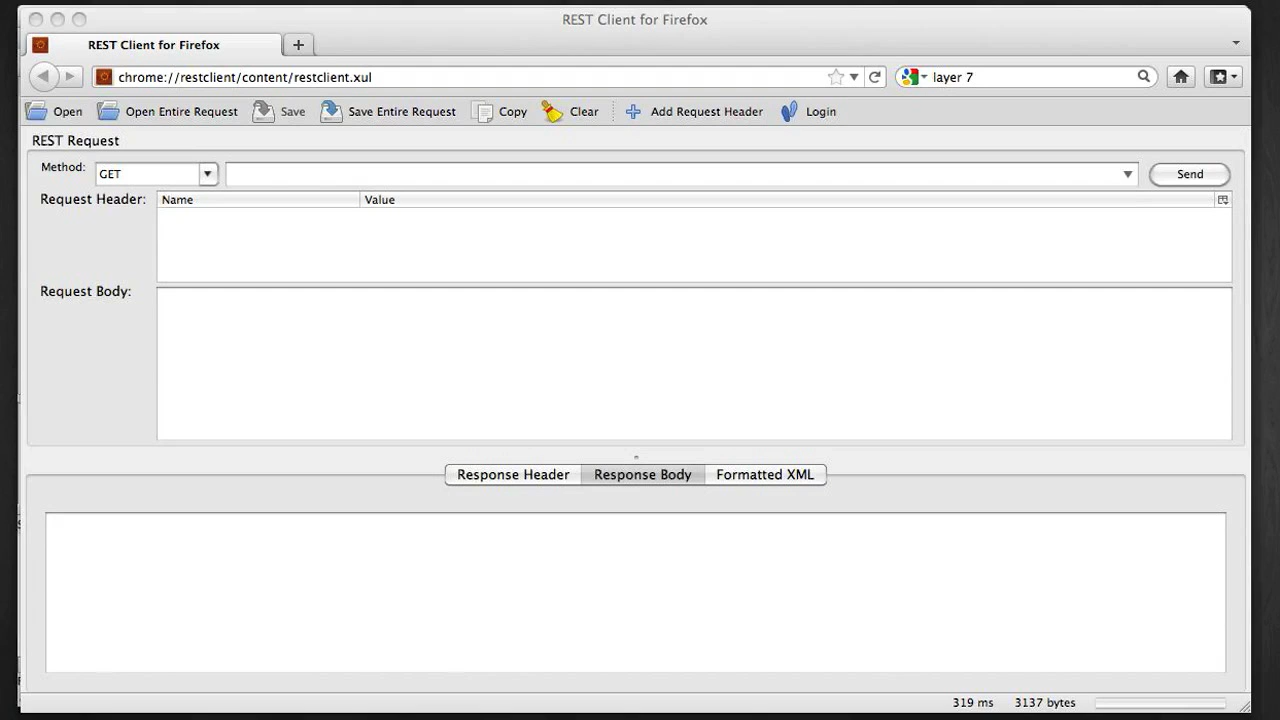 REST Client for Firefox
REST Client for Firefox
chrome://restclient/content/restclient.xul layer 7
Open Open Entire Request Save Save Entire Request Copy Clear Add Request Header Login
REST Request
Method: GET Send
Request Header: Name Value
Request Body:
Response Header Response Body Formatted XML
319 ms 3137 bytes